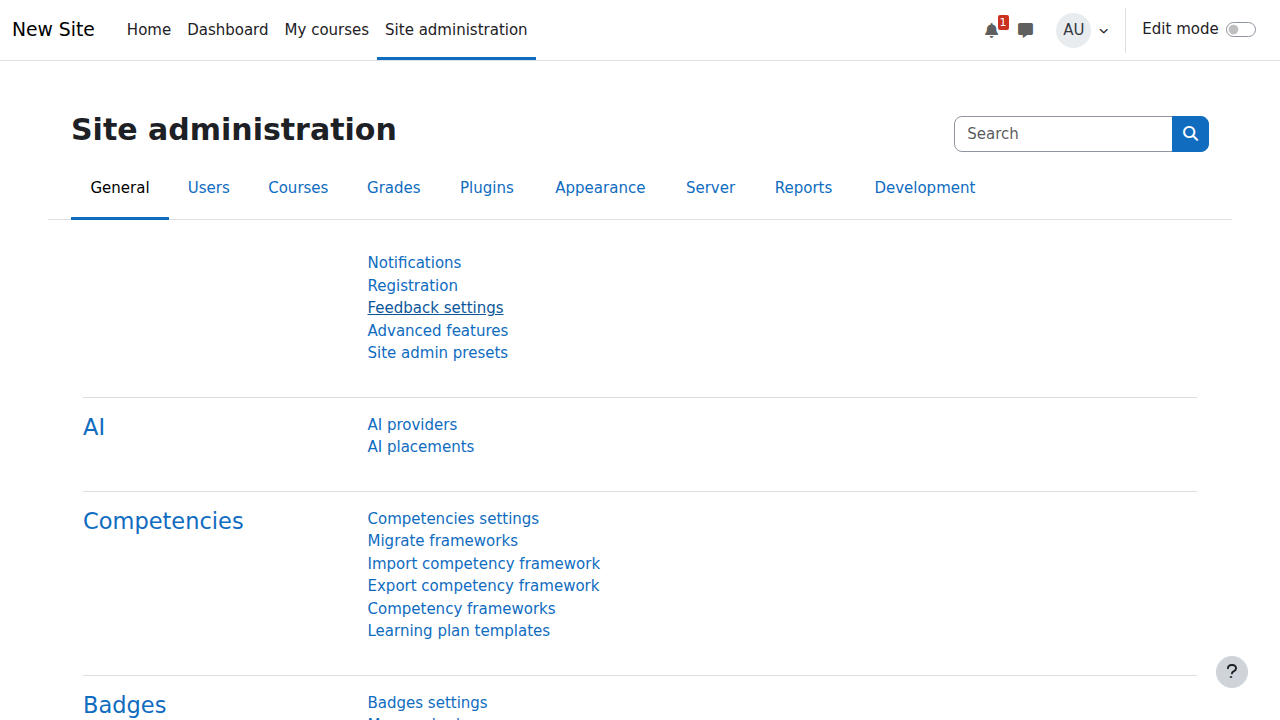 New Site
Home
Dashboard
My courses
Site administration
1
AU
Edit mode
Site administration
Search
General
Users
Courses
Grades
Plugins
Appearance
Server
Reports
Development
Notifications
Registration
Feedback settings
Advanced features
Site admin presets
AI
AI providers
AI placements
Competencies
Competencies settings
Migrate frameworks
Import competency framework
Export competency framework
Competency frameworks
Learning plan templates
?
Badges
Badges settings